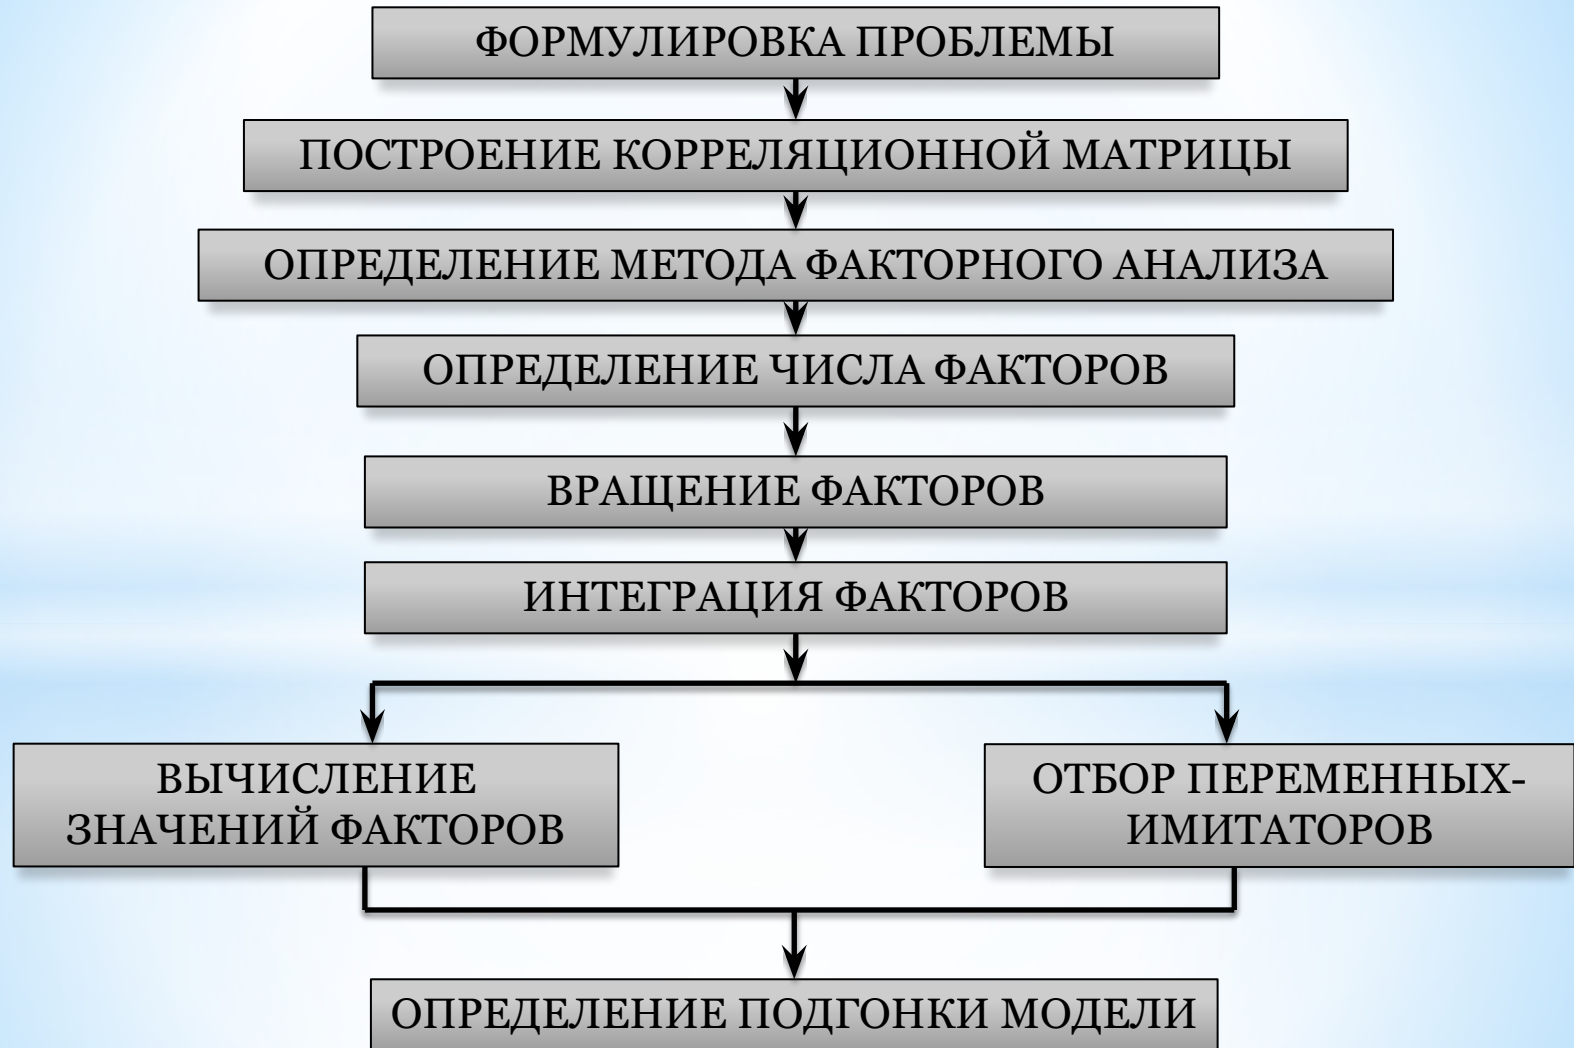 ФОРМУЛИРОВКА ПРОБЛЕМЫ
ПОСТРОЕНИЕ КОРРЕЛЯЦИОННОЙ МАТРИЦЫ
ОПРЕДЕЛЕНИЕ МЕТОДА ФАКТОРНОГО АНАЛИЗА
ОПРЕДЕЛЕНИЕ ЧИСЛА ФАКТОРОВ
ВРАЩЕНИЕ ФАКТОРОВ
ИНТЕГРАЦИЯ ФАКТОРОВ
ВЫЧИСЛЕНИЕ
ЗНАЧЕНИЙ ФАКТОРОВ
ОТБОР ПЕРЕМЕННЫХ-
ИМИТАТОРОВ
ОПРЕДЕЛЕНИЕ ПОДГОНКИ МОДЕЛИ